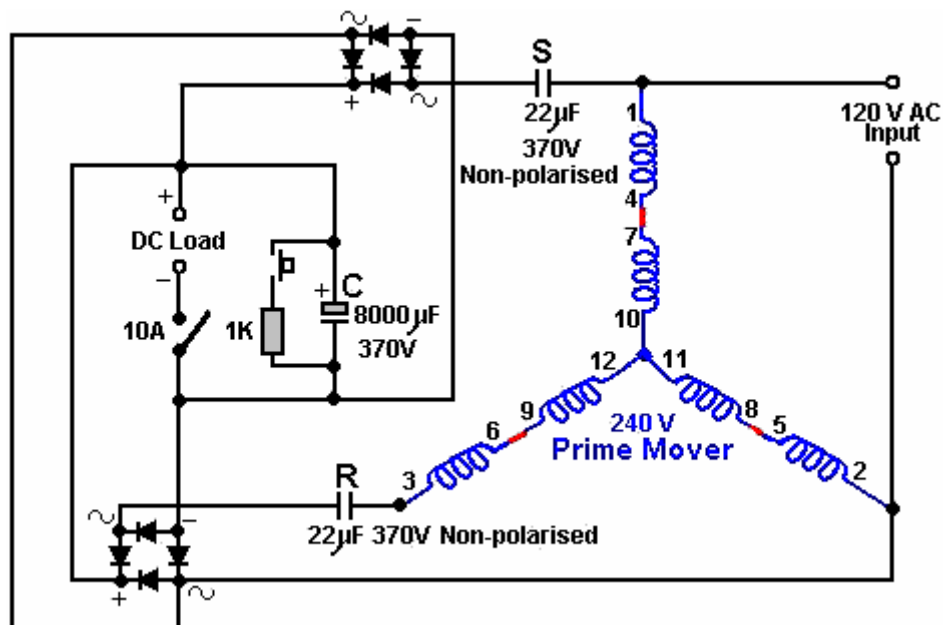 ~ −
+ ~
S
22µF
370V
Non-polarised
120 V AC
Input
1
4
7
10
+
DC Load
−
10A
1K
+ C
8000µF
370V
12 11
9 8
6 5
3 2
240 V
Prime Mover
R
22µF 370V Non-polarised
~ −
+ ~